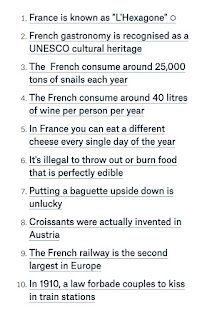 1. France is known as "L'Hexagone"
2. French gastronomy is recognised as a
UNESCO cultural heritage
3. The French consume around 25,000
tons of snails each year
4. The French consume around 40 litres
of wine per person per year
5. In France you can eat a different
cheese every single day of the year
6. It's illegal to throw out or burn food
that is perfectly edible
7. Putting a baguette upside down is
unlucky
8. Croissants were actually invented in
Austria
9. The French railway is the second
largest in Europe
10. In 1910, a law forbade couples to kiss
in train stations